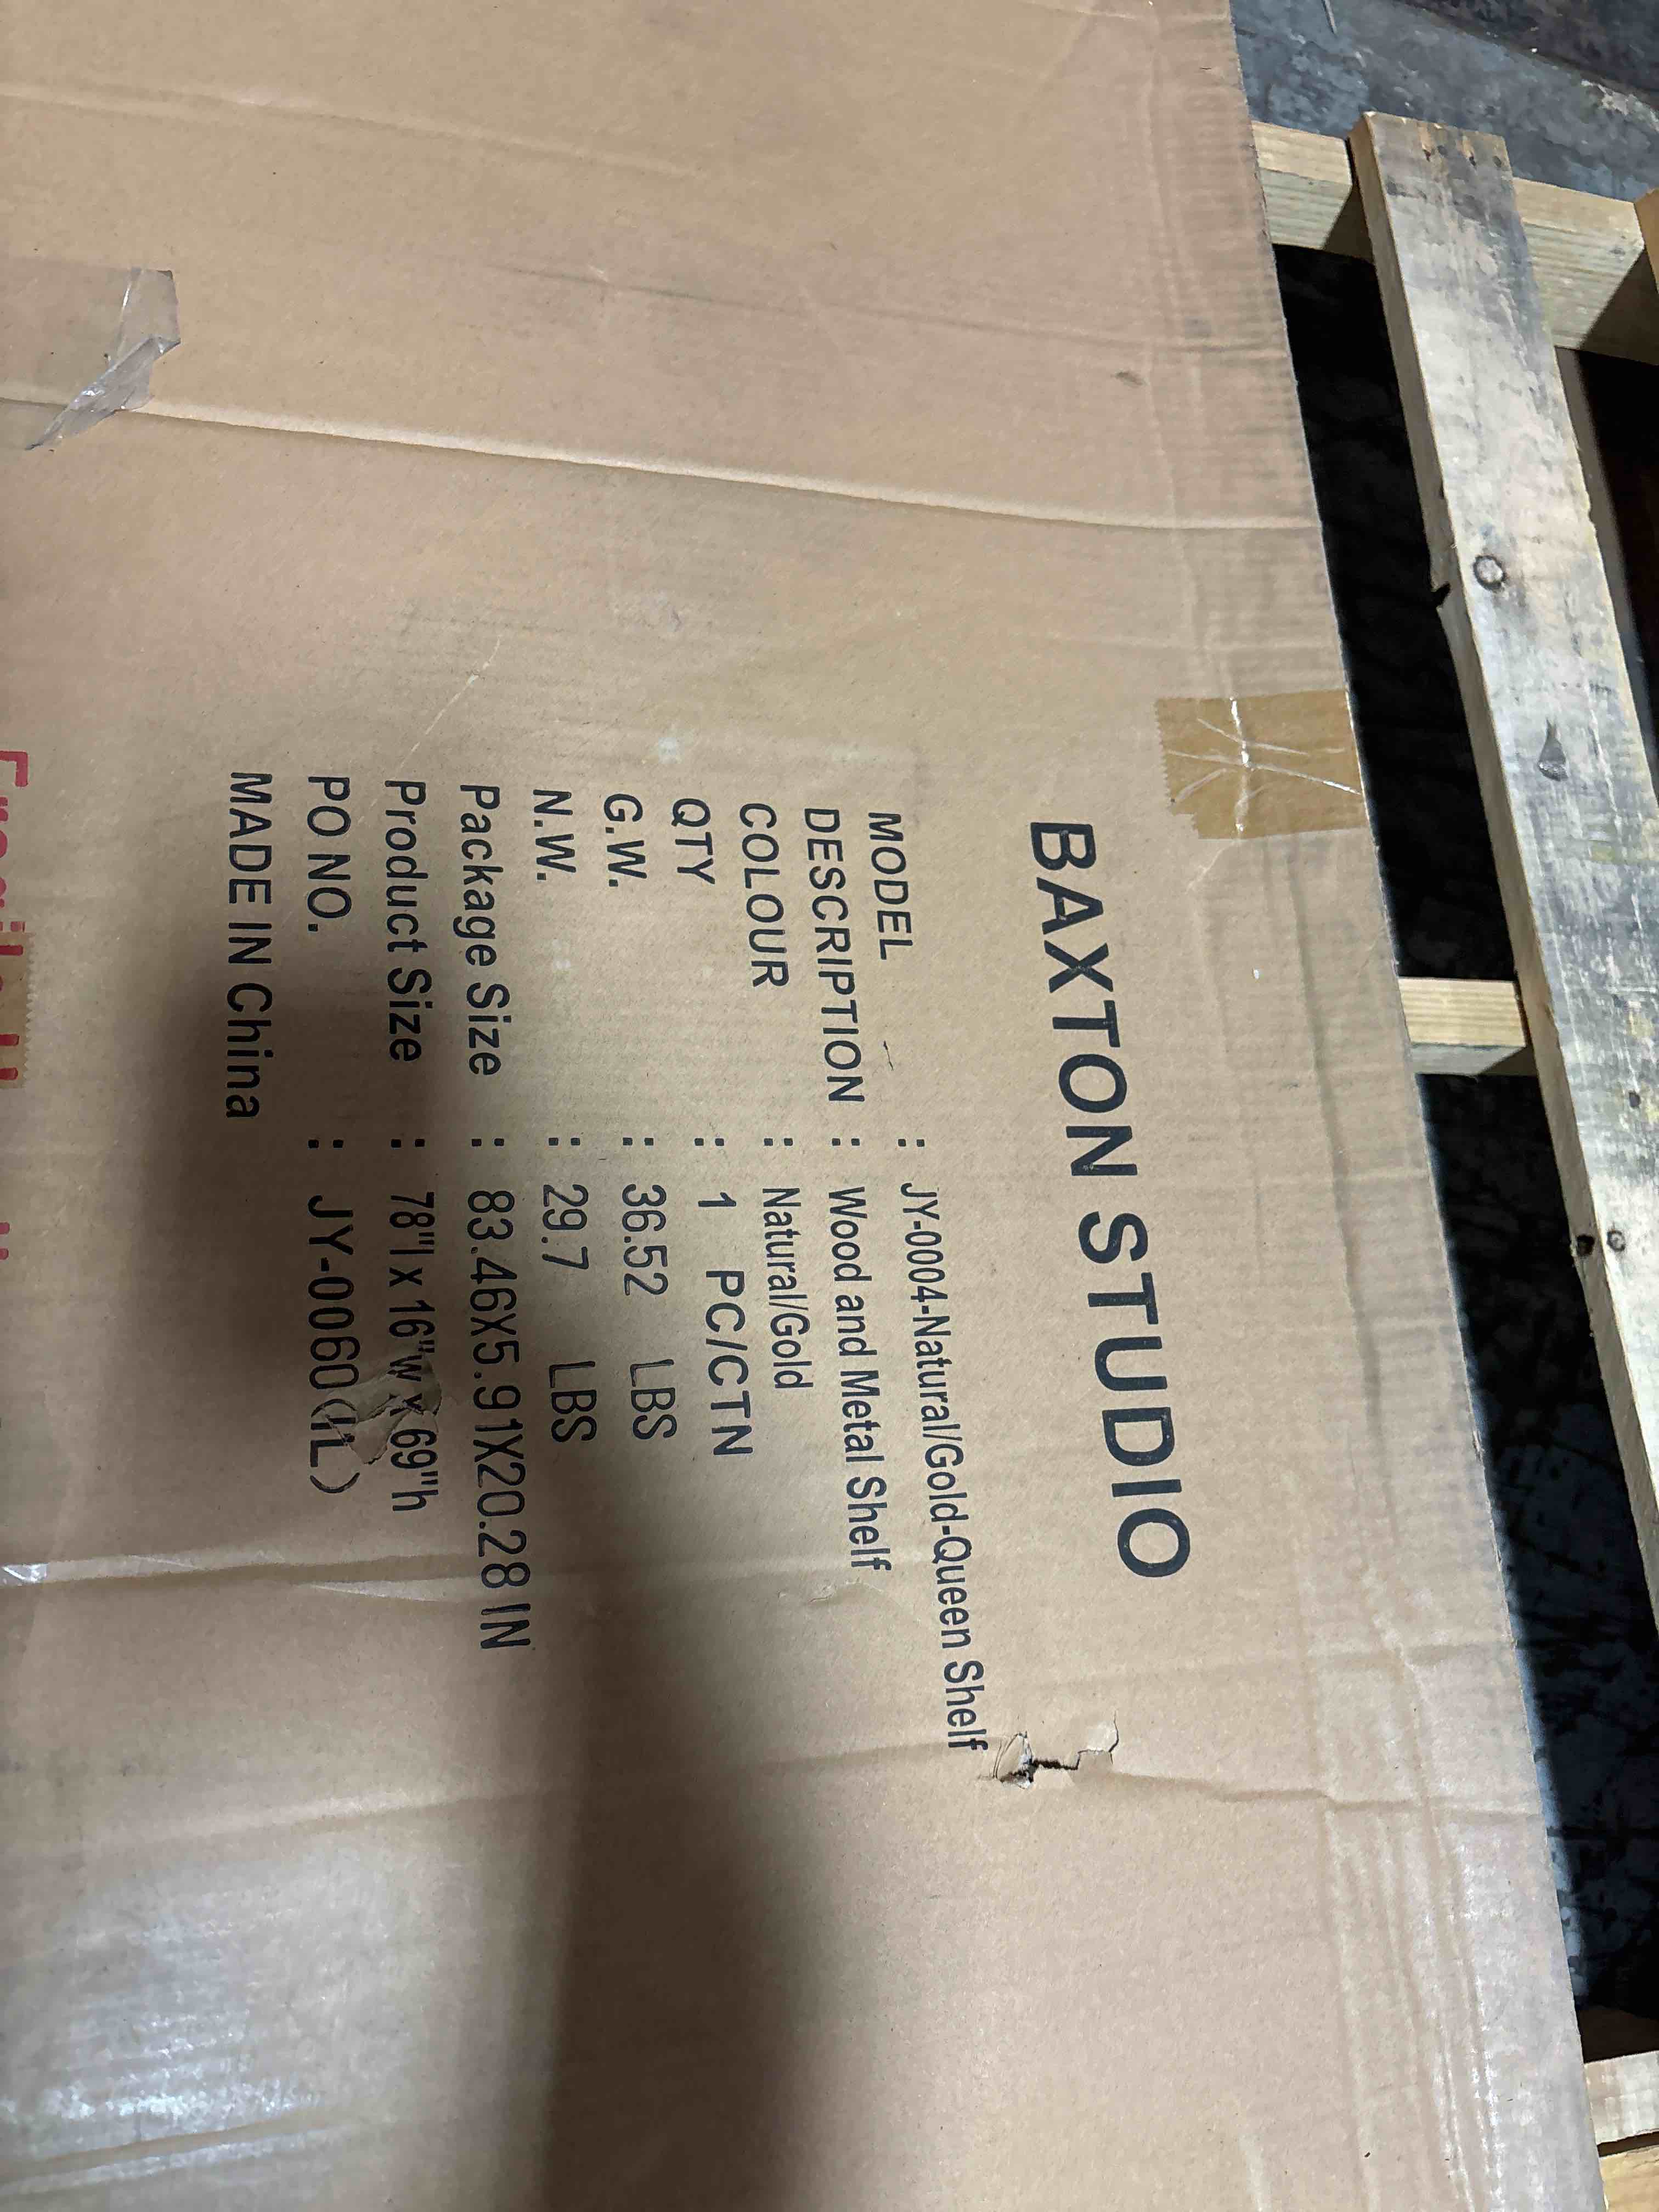 BAXTON STUDIO
MODEL : JY-0004-Natural/Gold-Queen Shelf
DESCRIPTION : Wood and Metal Shelf
COLOUR : Natural/Gold
QTY : 1 PC/CTN
G.W. : 36.52 LBS
N.W. : 29.7 LBS
Package Size : 83.46X5.91X20.28 IN
Product Size : 78"l x 16"w x 69"h
PO NO. : JY-0060(IL)
MADE IN China